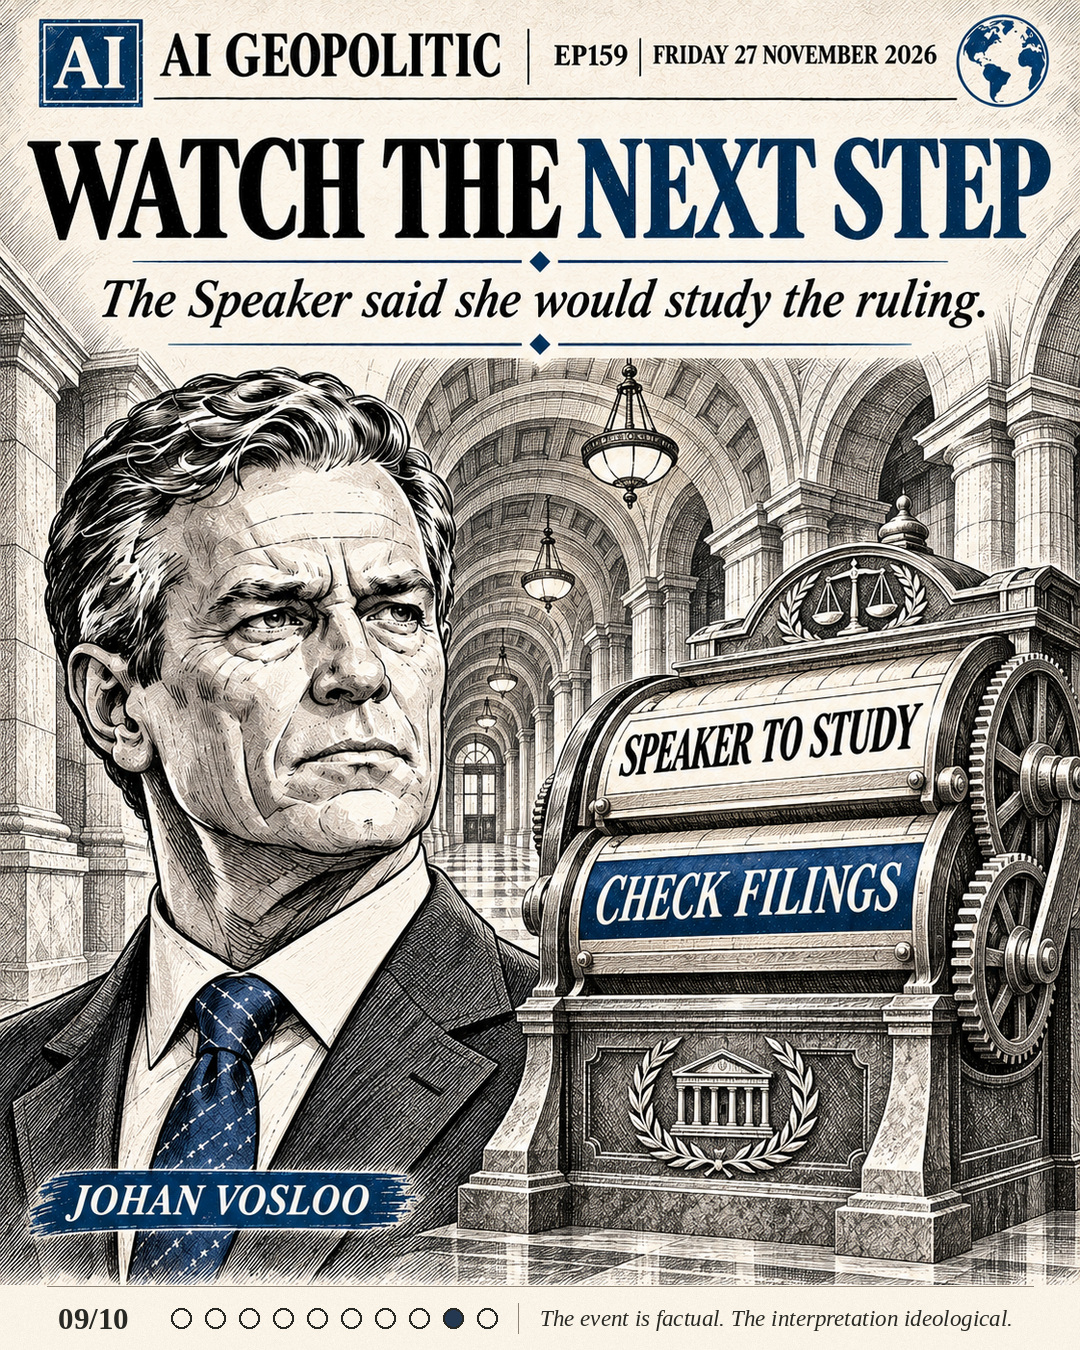 AI
AI GEOPOLITIC
EP159
FRIDAY 27 NOVEMBER 2026
WATCH THE NEXT STEP
The Speaker said she would study the ruling.
SPEAKER TO STUDY
CHECK FILINGS
JOHAN VOSLOO
09/10
The event is factual. The interpretation ideological.